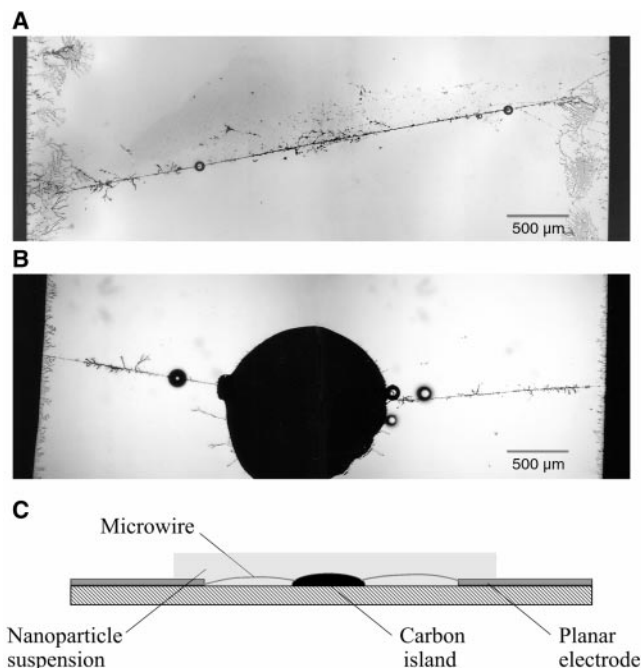 A
500 µm
B
500 µm
C
Microwire
Nanoparticle
suspension
Carbon
island
Planar
electrode